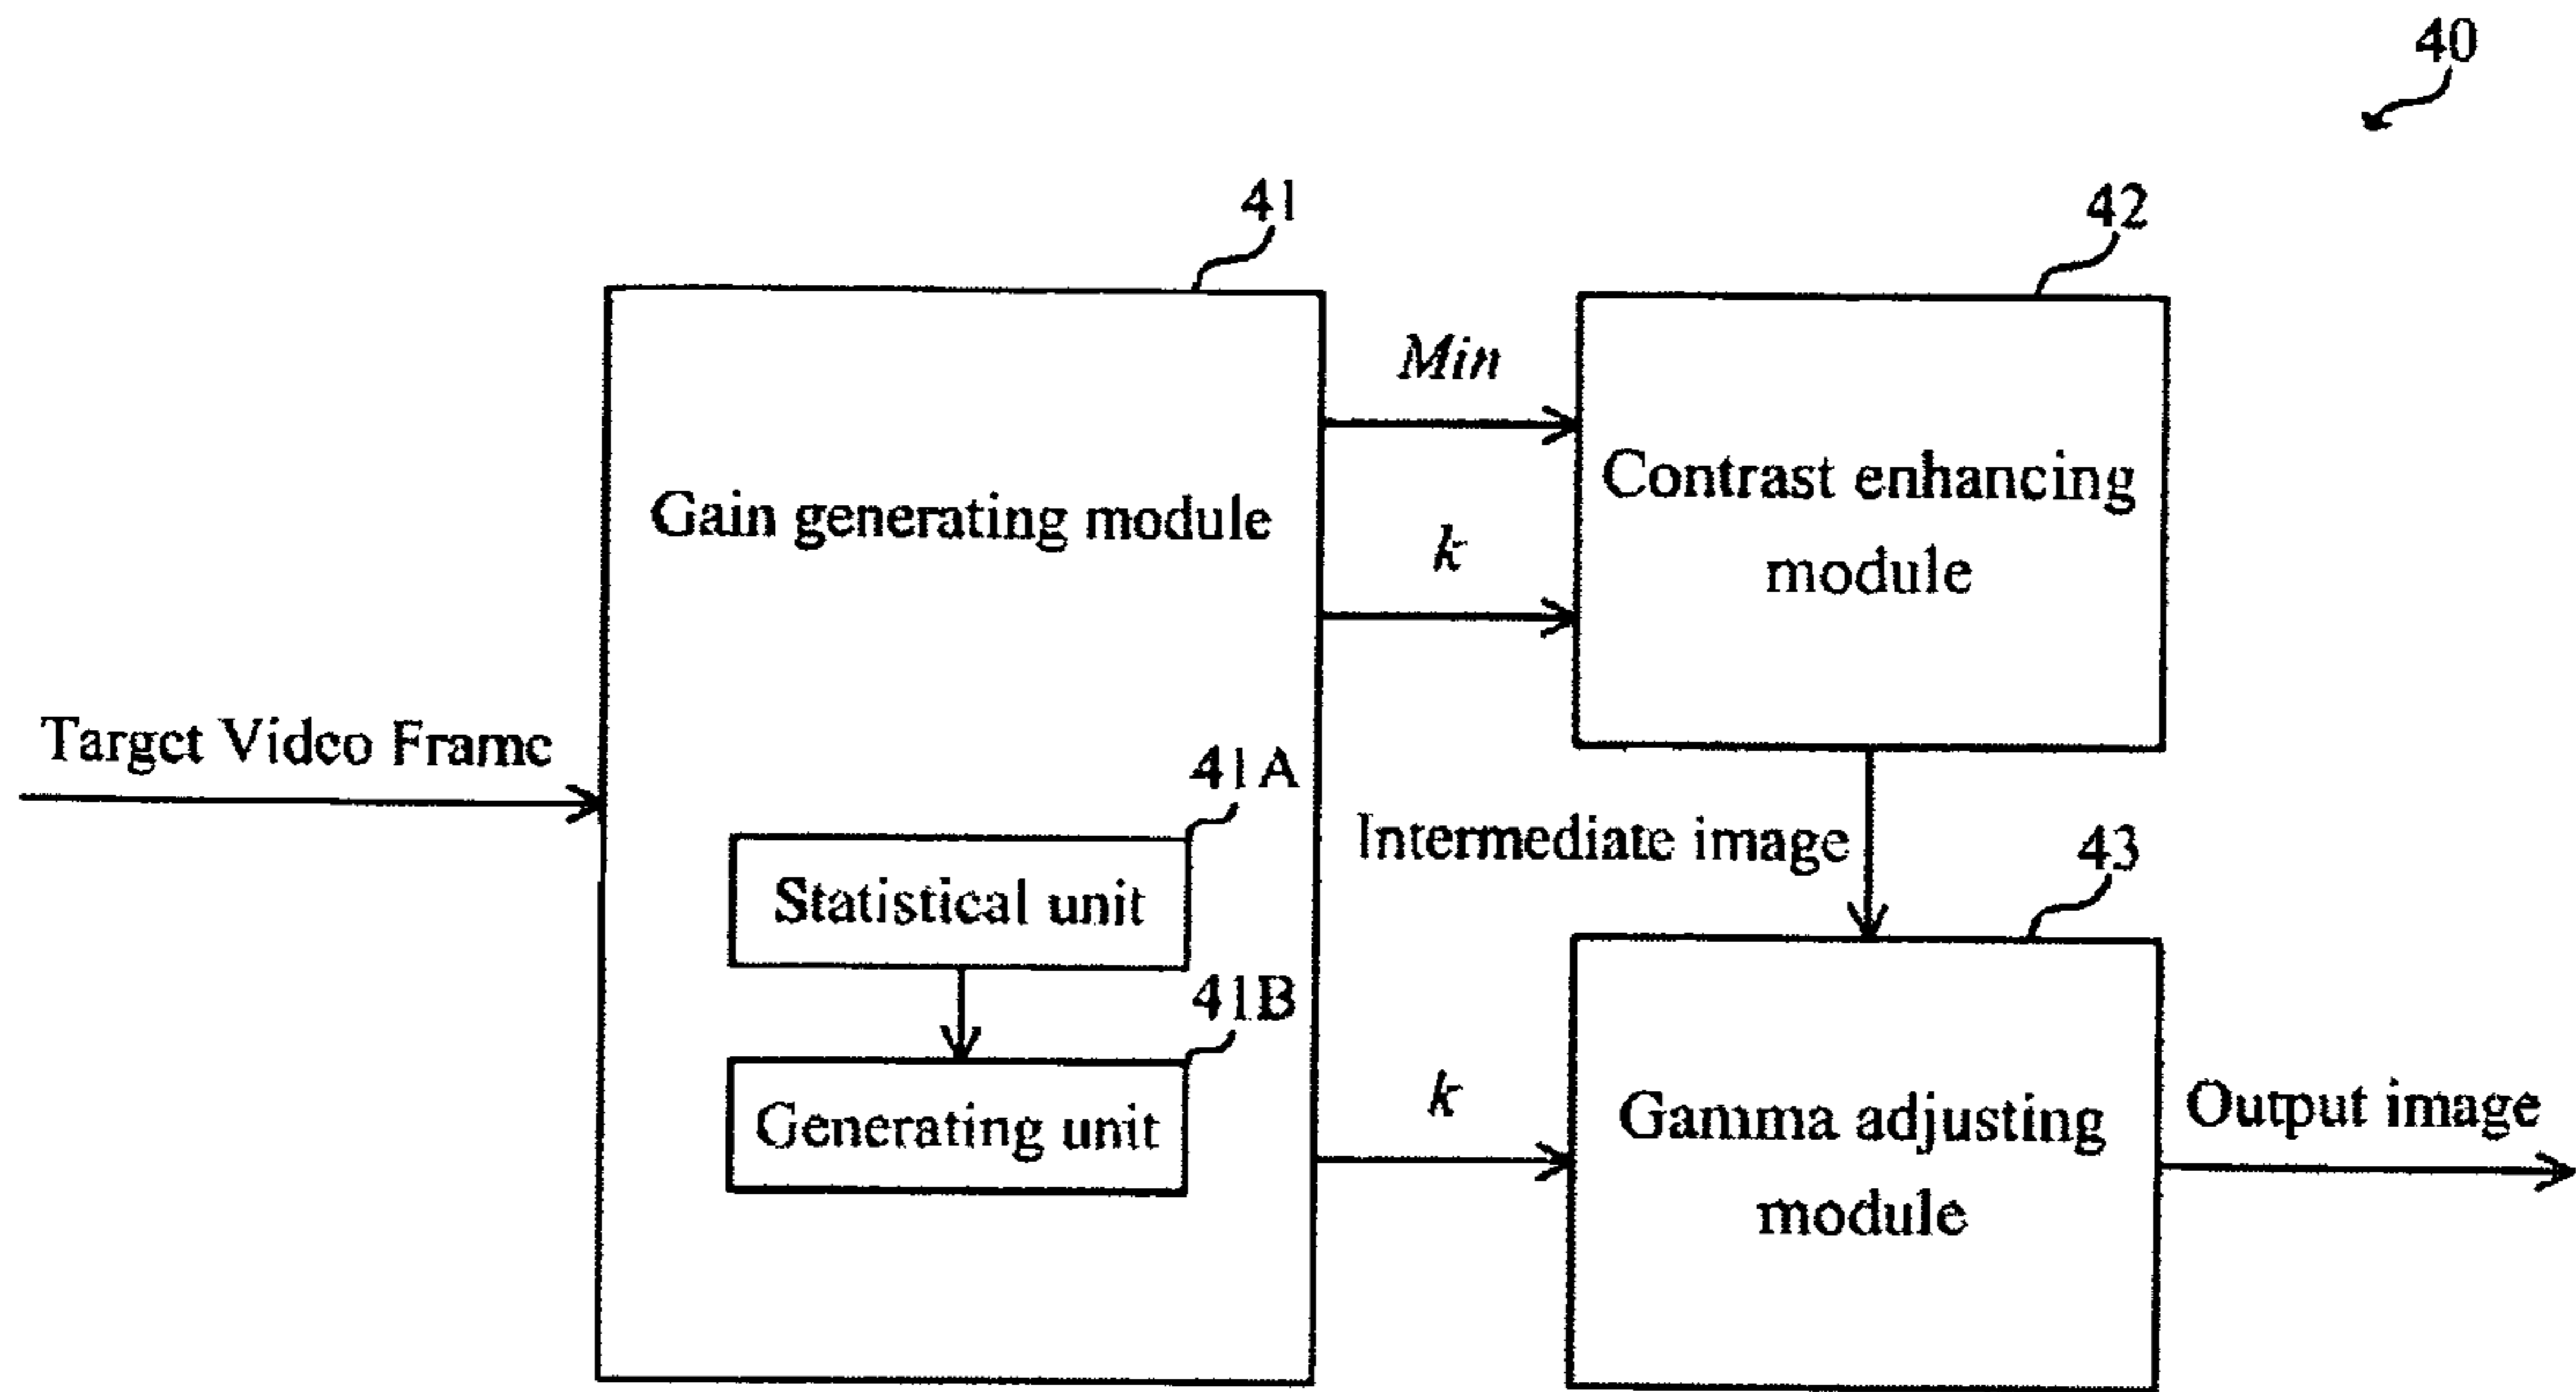 40
41
42
Min
Gain generating module
Contrast enhancing
module
k
Target Video Frame
41A
Statistical unit
Intermediate image
43
41B
Generating unit
k
Gamma adjusting
module
Output image